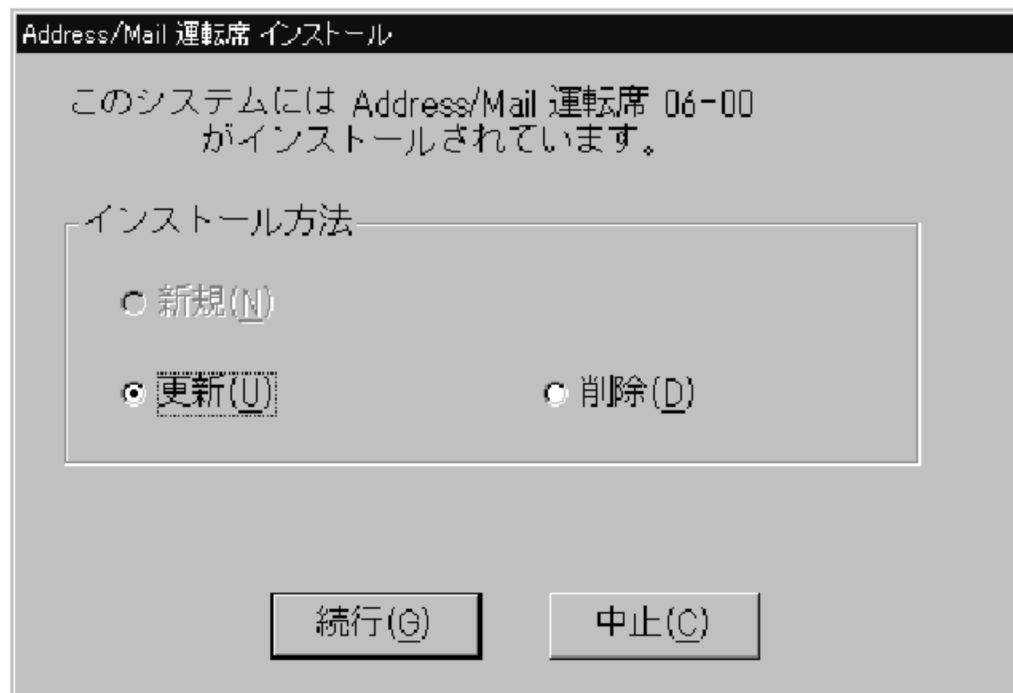 Address/Mail 運転席 インストール
このシステムには Address/Mail 運転席 06-00
がインストールされています。
インストール方法
新規(N)
更新(U) 削除(D)
続行(G) 中止(C)